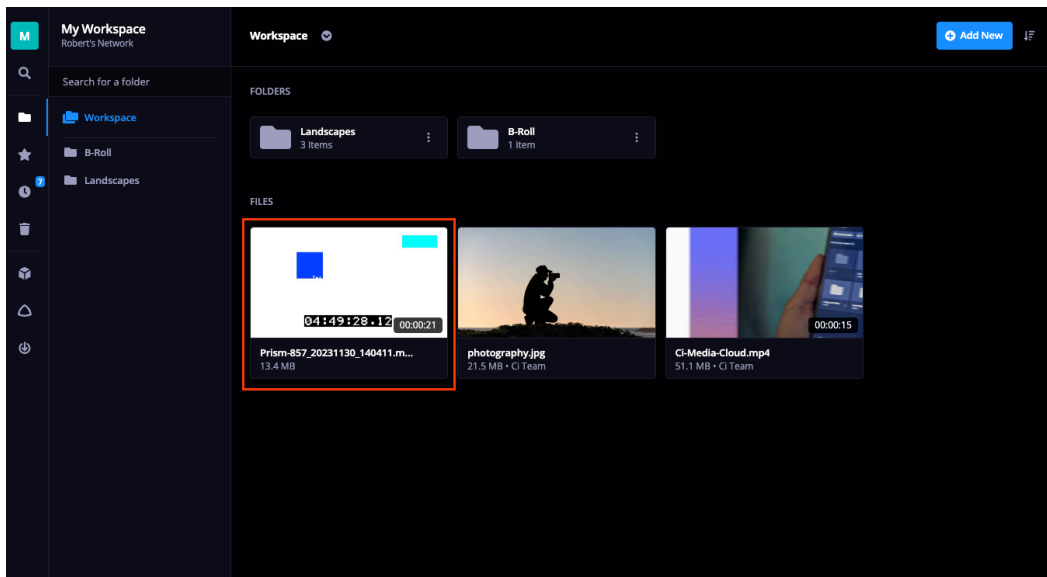 M
My Workspace
Robert's Network
Workspace
Add New
Search for a folder
Workspace
B-Roll
Landscapes
7
FOLDERS
Landscapes
3 Items
B-Roll
1 Item
FILES
04:49:28.12
00:00:21
Prism-857_20231130_140411.m...
13.4 MB
photography.jpg
21.5 MB • Ci Team
00:00:15
Ci-Media-Cloud.mp4
51.1 MB • Ci Team